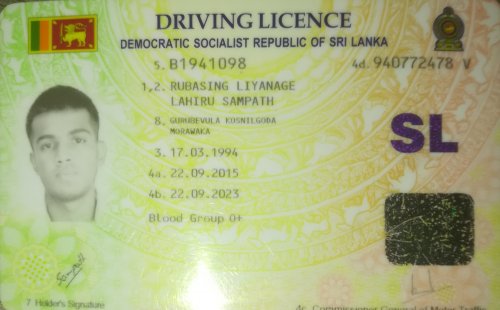 DRIVING LICENCE
DEMOCRATIC SOCIALIST REPUBLIC OF SRI LANKA
5. B1941098 4d. 940772478 V
1,2. RUBASING LIYANAGE
LAHIRU SAMPATH
8. GURUBEVULA KOSNILGODA
MORAWAKA
SL
3. 17.03.1994
4a. 22.09.2015
4b. 22.09.2023
Blood Group O+
Sampath
7 Holder's Signature 4c. Commissioner General of Motor Traffic